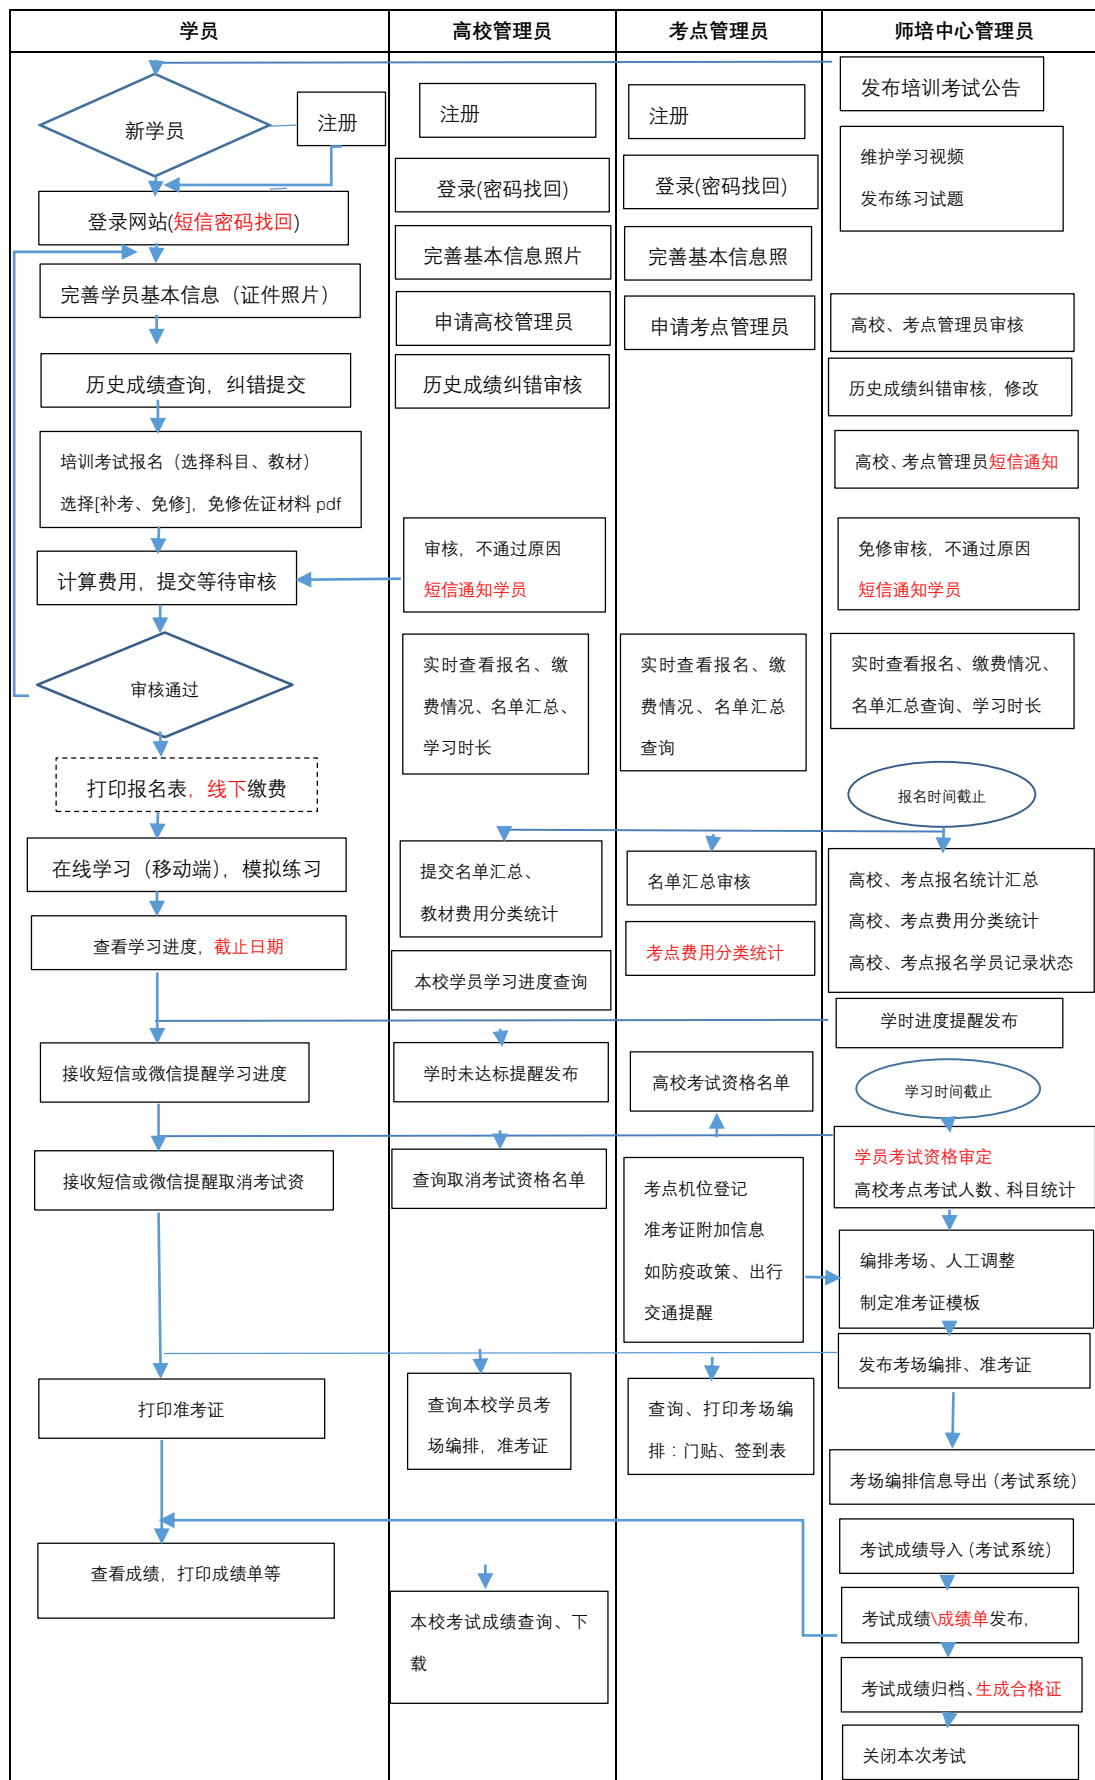 学员
高校管理员
考点管理员
师培中心管理员
新学员
注册
登录网站(短信密码找回)
完善学员基本信息（证件照片）
历史成绩查询，纠错提交
培训考试报名（选择科目、教材）
选择[补考、免修]，免修佐证材料 pdf
计算费用，提交等待审核
审核通过
打印报名表，线下缴费
在线学习（移动端），模拟练习
查看学习进度，截止日期
接收短信或微信提醒学习进度
接收短信或微信提醒取消考试资
打印准考证
查看成绩，打印成绩单等
注册
登录(密码找回)
完善基本信息照片
申请高校管理员
历史成绩纠错审核
审核，不通过原因
短信通知学员
实时查看报名、缴
费情况、名单汇总、
学习时长
提交名单汇总、
教材费用分类统计
本校学员学习进度查询
学时未达标提醒发布
查询取消考试资格名单
查询本校学员考
场编排，准考证
本校考试成绩查询、下
载
注册
登录(密码找回)
完善基本信息照
申请考点管理员
实时查看报名、缴
费情况、名单汇总
查询
名单汇总审核
考点费用分类统计
高校考试资格名单
考点机位登记
准考证附加信息
如防疫政策、出行
交通提醒
查询、打印考场编
排：门贴、签到表
发布培训考试公告
维护学习视频
发布练习试题
高校、考点管理员审核
历史成绩纠错审核，修改
高校、考点管理员短信通知
免修审核，不通过原因
短信通知学员
实时查看报名、缴费情况、
名单汇总查询、学习时长
报名时间截止
高校、考点报名统计汇总
高校、考点费用分类统计
高校、考点报名学员记录状态
学时进度提醒发布
学习时间截止
学员考试资格审定
高校考点考试人数、科目统计
编排考场、人工调整
制定准考证模板
发布考场编排、准考证
考场编排信息导出（考试系统）
考试成绩导入（考试系统）
考试成绩\成绩单发布,
考试成绩归档、生成合格证
关闭本次考试